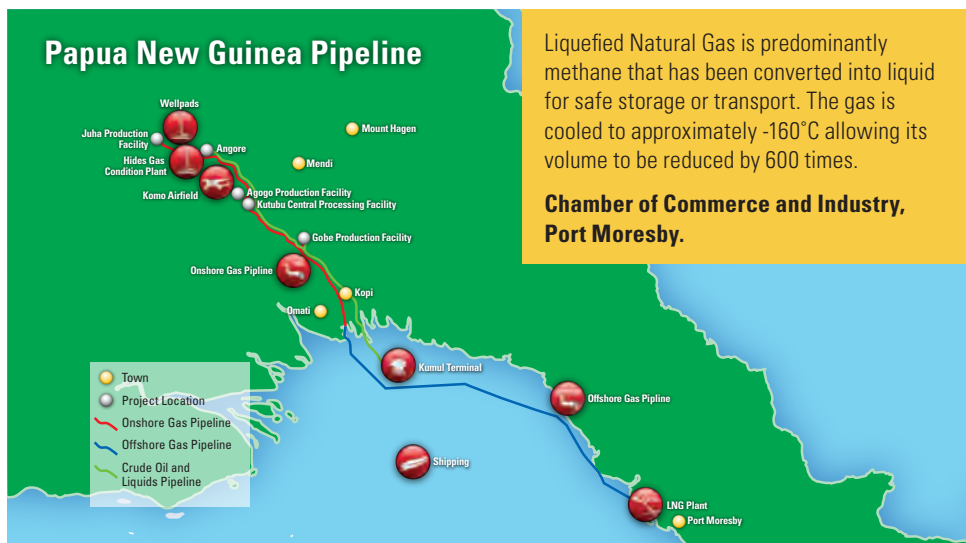 Papua New Guinea Pipeline
Liquefied Natural Gas is predominantly
methane that has been converted into liquid
for safe storage or transport. The gas is
cooled to approximately -160˚C allowing its
volume to be reduced by 600 times.
Chamber of Commerce and Industry,
Port Moresby.
Wellpads
Juha Production
Facility
Angore
Mount Hagen
Hides Gas
Condition Plant
Mendi
Komo Airfield
Agogo Production Facility
Kutubu Central Processing Facility
Gobe Production Facility
Onshore Gas Pipline
Kopi
Omati
Kumul Terminal
Offshore Gas Pipline
Shipping
LNG Plant
Port Moresby
Town
Project Location
Onshore Gas Pipeline
Offshore Gas Pipeline
Crude Oil and
Liquids Pipeline